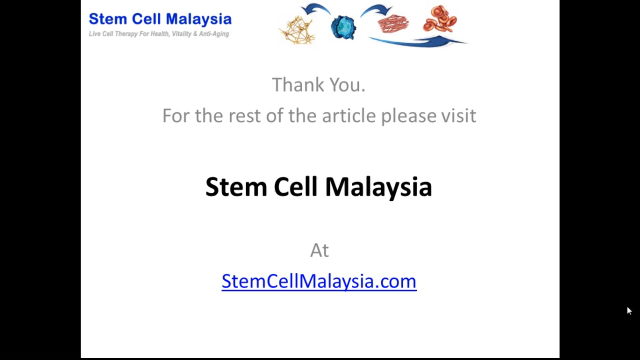 Stem Cell Malaysia
Live Cell Therapy For Health, Vitality & Anti-Aging
Thank You.
For the rest of the article please visit
Stem Cell Malaysia
At
StemCellMalaysia.com